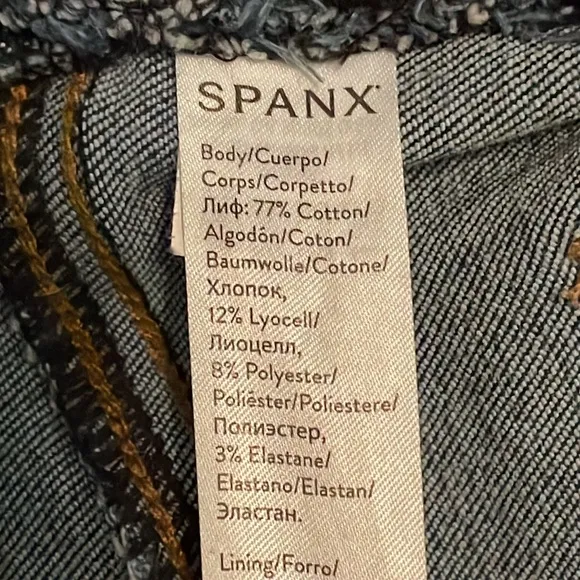 SPANX
Body/Cuerpo/
Corps/Corpetto/
Лиф: 77% Cotton/
Algodón/Coton/
Baumwolle/Cotone/
Хлопок,
12% Lyocell/
Лиоцелл,
8% Polyester/
Poliéster/Poliestere/
Полиэстер,
3% Elastane/
Elastano/Elastan/
Эластан.
Lining/Forro/